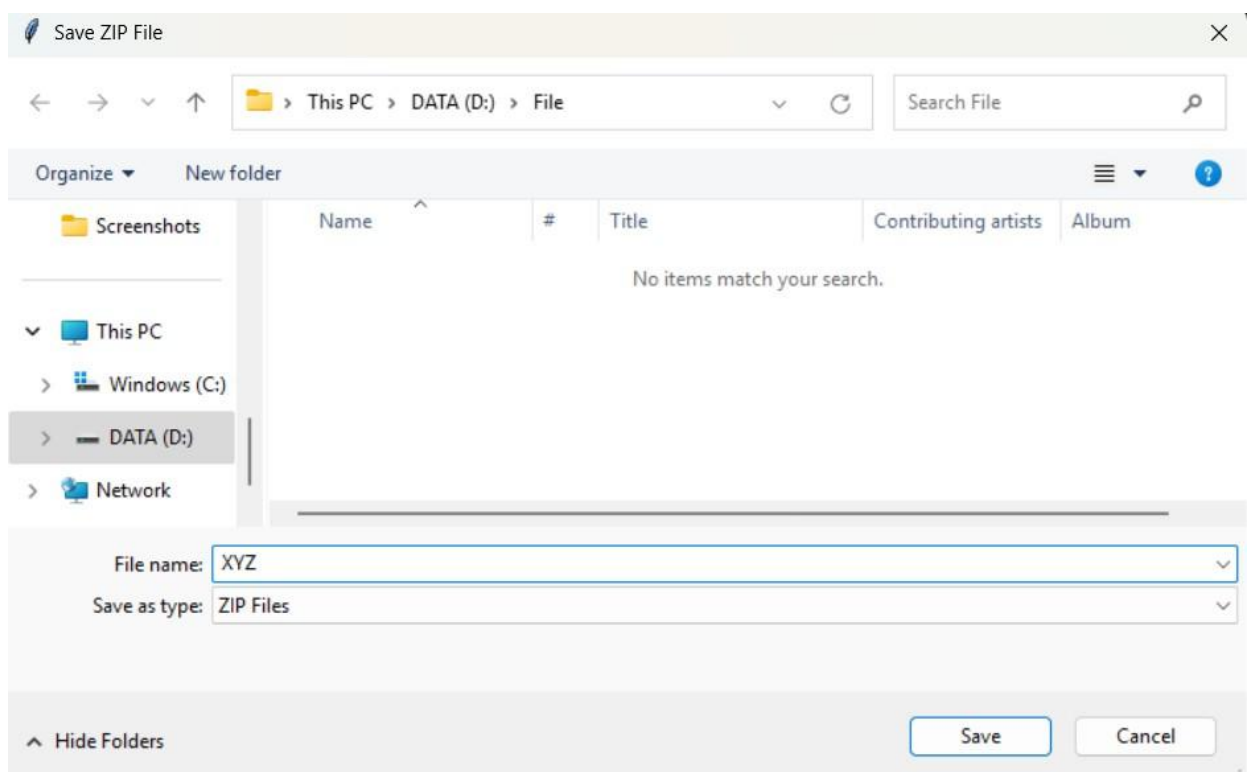 Save ZIP File
This PC > DATA (D:) > File
Search File
Organize
New folder
Screenshots
Name
#
Title
Contributing artists
Album
No items match your search.
This PC
Windows (C:)
DATA (D:)
Network
File name: XYZ
Save as type: ZIP Files
Hide Folders
Save
Cancel